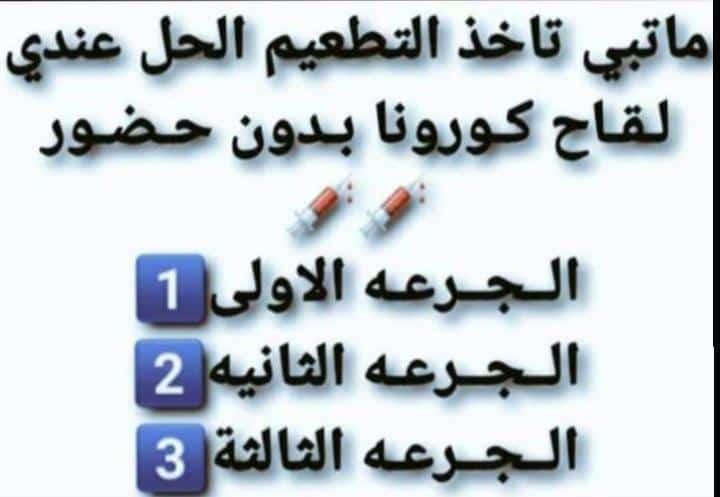 ماتبي تاخذ التطعيم الحل عندي
لقاح كورونا بدون حضور
الجرعه الاولى 1
الجرعه الثانيه 2
الجرعه الثالثة 3